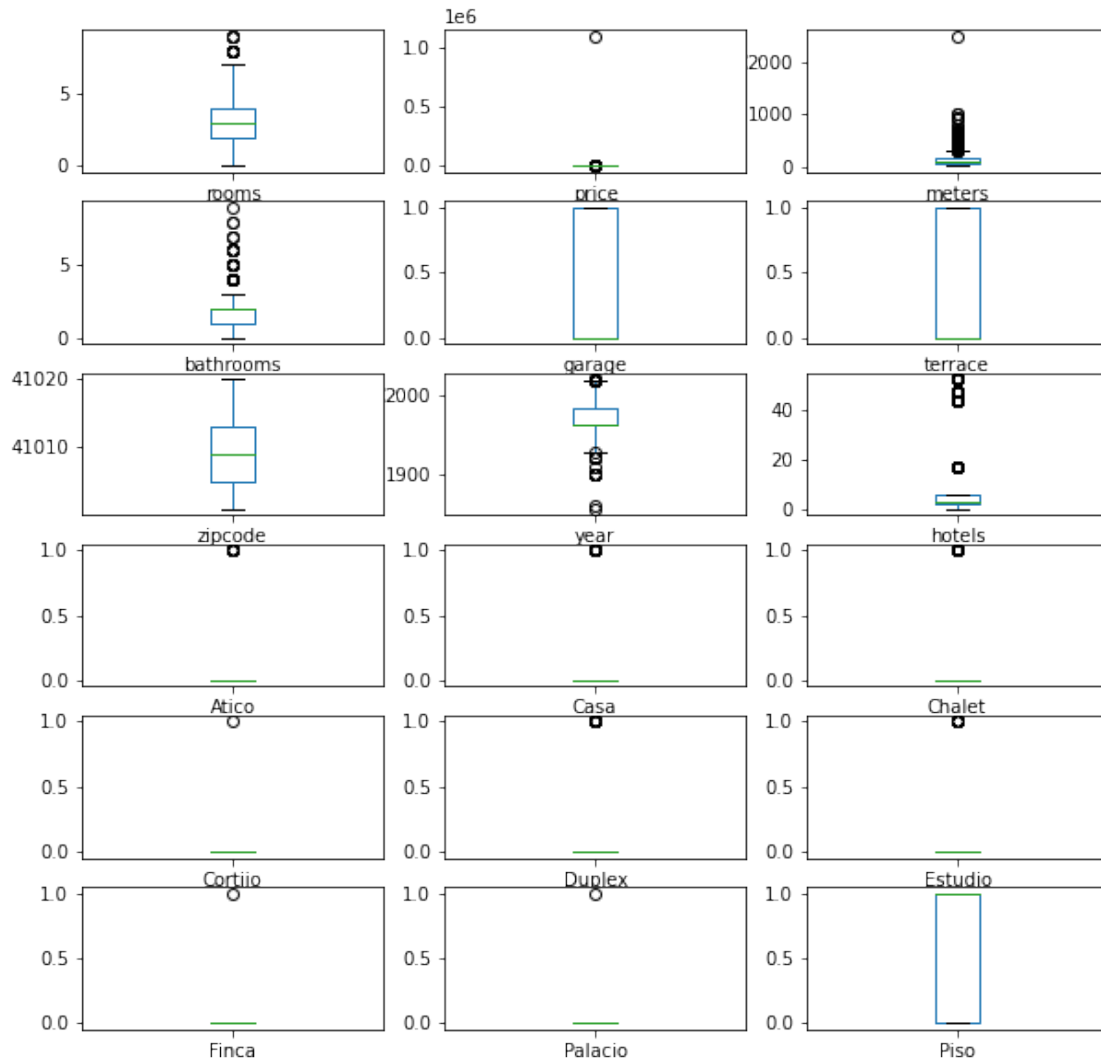 1e6
5
0
rooms
1.0
0.5
0.0
price
2000
1000
0
meters
5
0
bathrooms
1.0
0.5
0.0
garage
1.0
0.5
0.0
terrace
41020
41010
zipcode
2000
1900
year
40
20
0
hotels
1.0
0.5
0.0
Atico
1.0
0.5
0.0
Casa
1.0
0.5
0.0
Chalet
1.0
0.5
0.0
Cortijo
1.0
0.5
0.0
Duplex
1.0
0.5
0.0
Estudio
1.0
0.5
0.0
Finca
1.0
0.5
0.0
Palacio
1.0
0.5
0.0
Piso